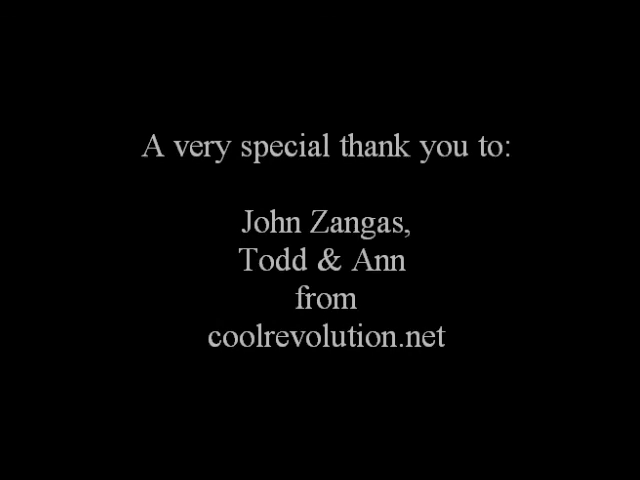 A very special thank you to:
John Zangas,
Todd & Ann
from
coolrevolution.net